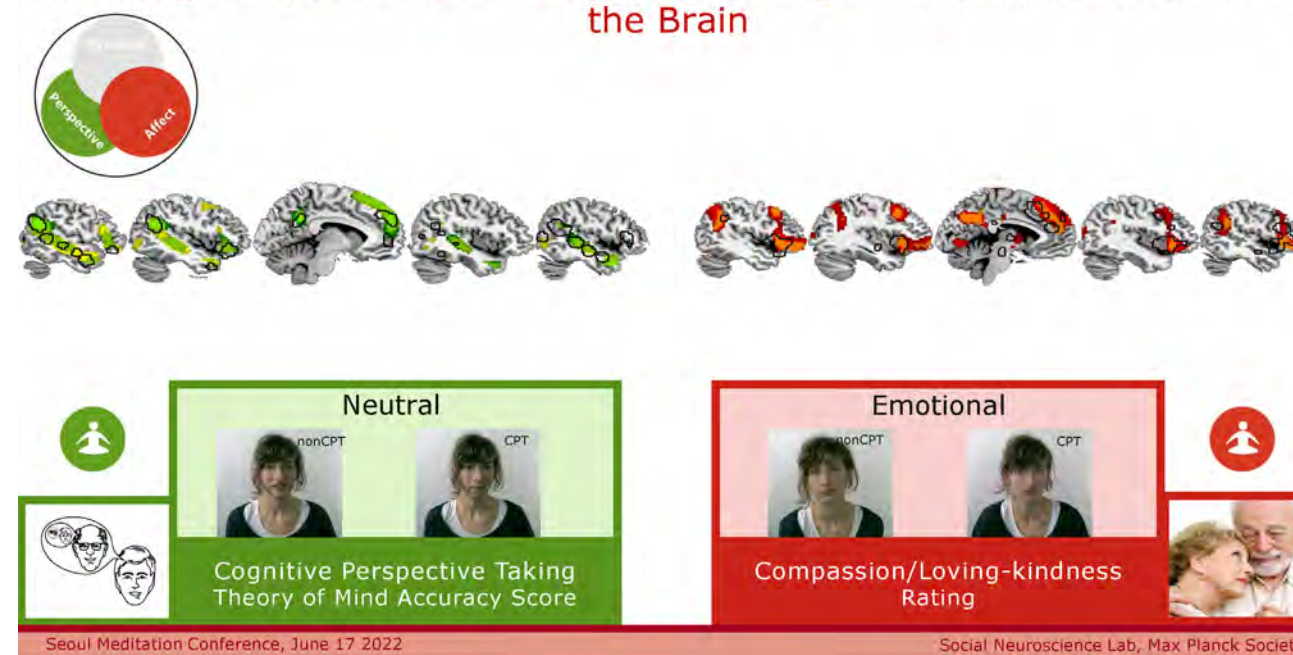 the Brain
Perspective
Affect
Neutral
nonCPT
CPT
Cognitive Perspective Taking
Theory of Mind Accuracy Score
Emotional
nonCPT
CPT
Compassion/Loving-kindness
Rating
Seoul Meditation Conference, June 17 2022
Social Neuroscience Lab, Max Planck Societ